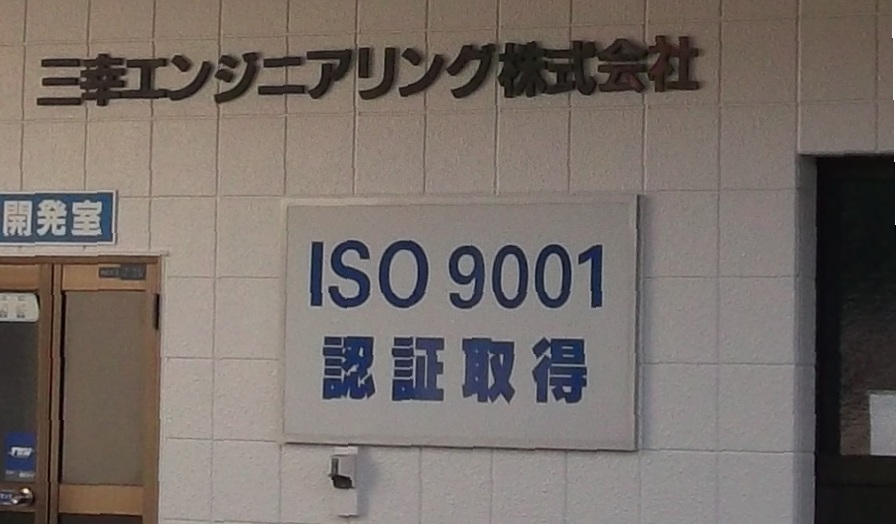 三幸エンジニアリング株式会社
開発室
ISO 9001
認証取得